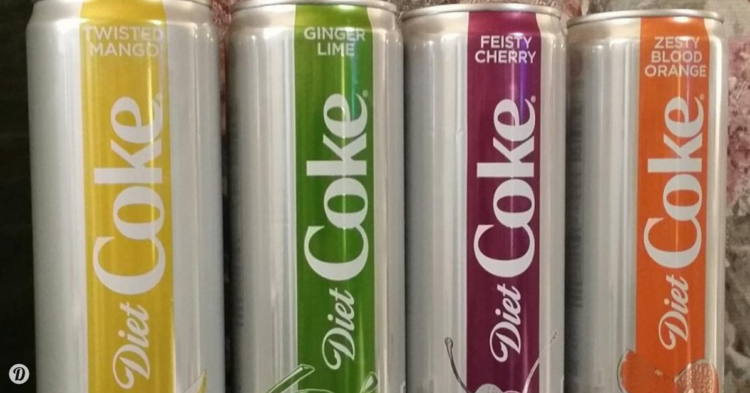 TWISTED
MANGO
Diet Coke
GINGER
LIME
Diet Coke
FEISTY
CHERRY
Diet Coke
ZESTY
BLOOD
ORANGE
Diet Coke
D